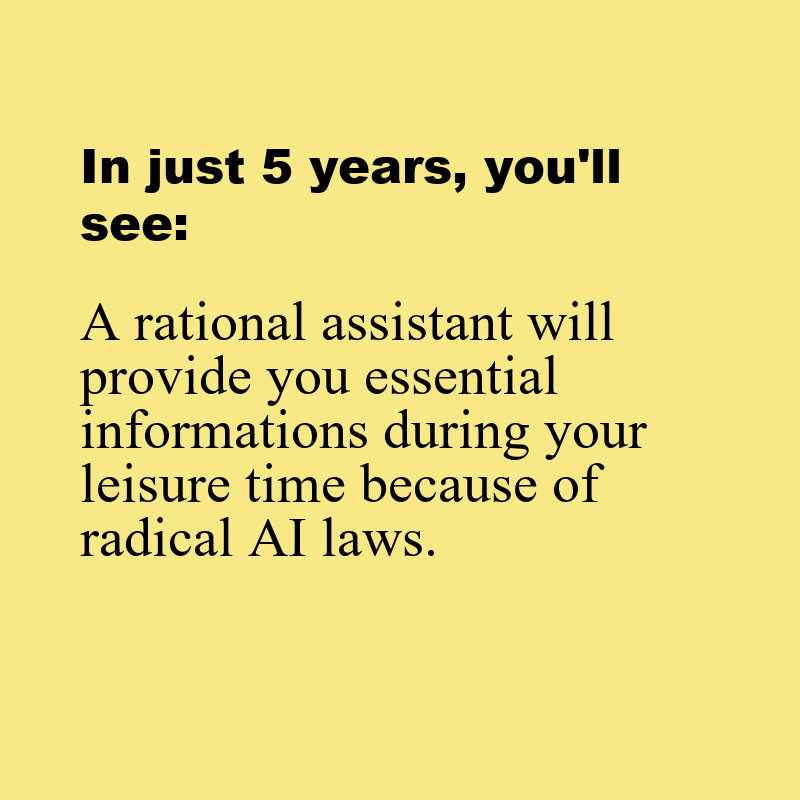 In just 5 years, you'll
see:
A rational assistant will
provide you essential
informations during your
leisure time because of
radical AI laws.